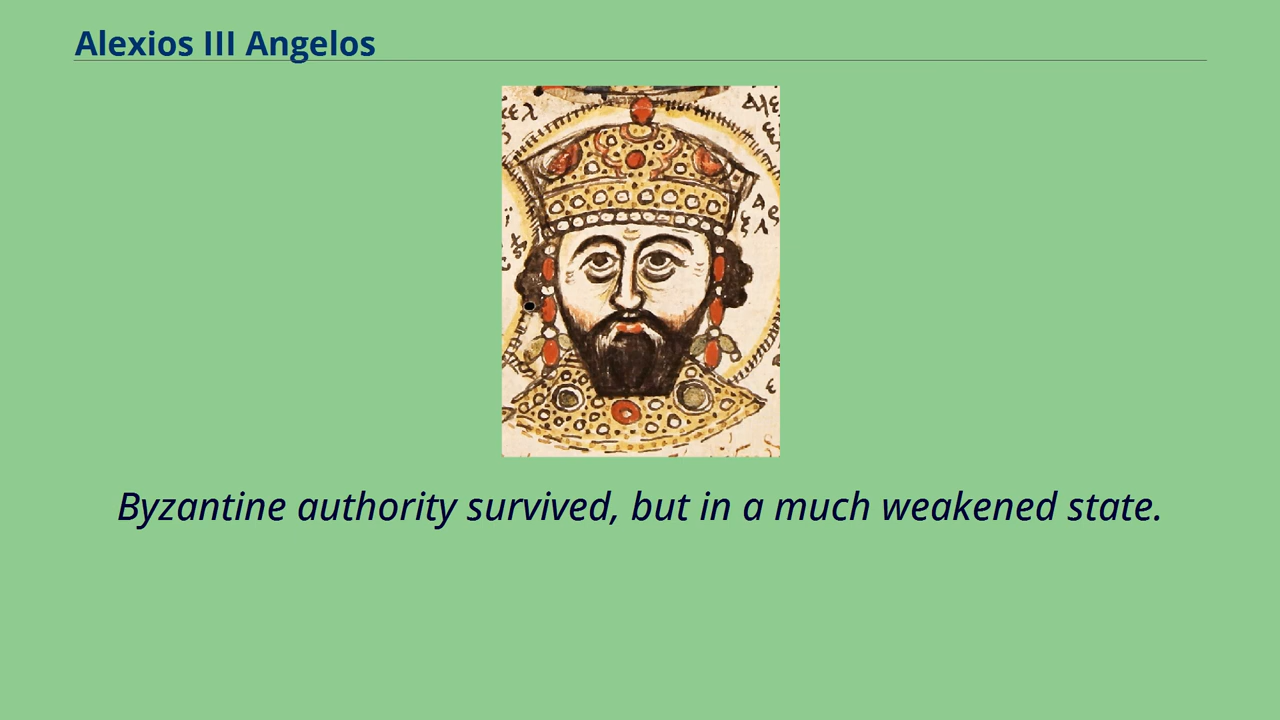 Alexios III Angelos
Byzantine authority survived, but in a much weakened state.